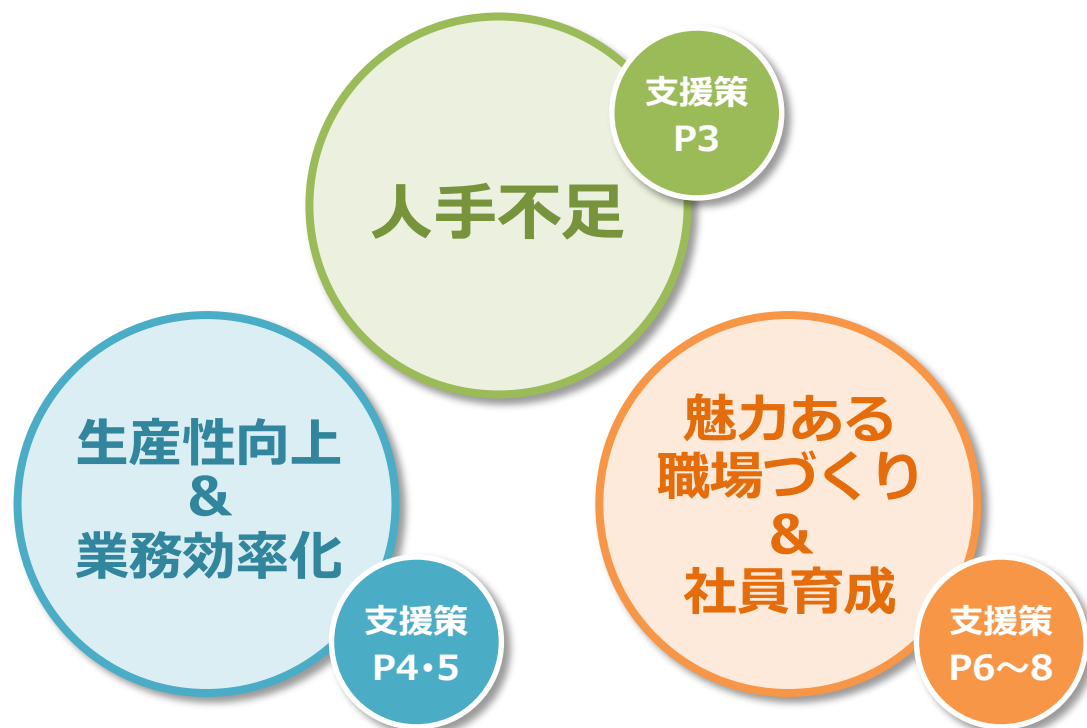 支援策
P3
人手不足
生産性向上
&
業務効率化
支援策
P4・5
魅力ある
職場づくり
&
社員育成
支援策
P6～8